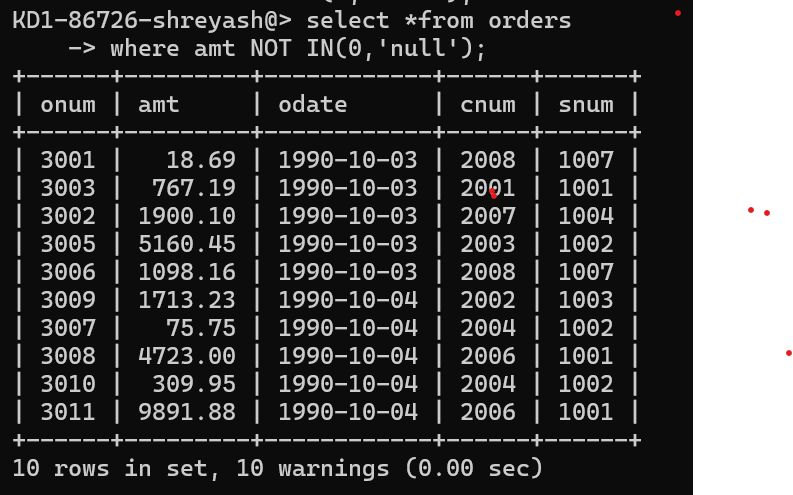 KD1-86726-shreyash@> select *from orders
    -> where amt NOT IN(0,'null');
+------+---------+------------+------+------+
| onum | amt     | odate      | cnum | snum |
+------+---------+------------+------+------+
| 3001 |   18.69 | 1990-10-03 | 2008 | 1007 |
| 3003 |  767.19 | 1990-10-03 | 2001 | 1001 |
| 3002 | 1900.10 | 1990-10-03 | 2007 | 1004 |
| 3005 | 5160.45 | 1990-10-03 | 2003 | 1002 |
| 3006 | 1098.16 | 1990-10-03 | 2008 | 1007 |
| 3009 | 1713.23 | 1990-10-04 | 2002 | 1003 |
| 3007 |   75.75 | 1990-10-04 | 2004 | 1002 |
| 3008 | 4723.00 | 1990-10-04 | 2006 | 1001 |
| 3010 |  309.95 | 1990-10-04 | 2004 | 1002 |
| 3011 | 9891.88 | 1990-10-04 | 2006 | 1001 |
+------+---------+------------+------+------+
10 rows in set, 10 warnings (0.00 sec)